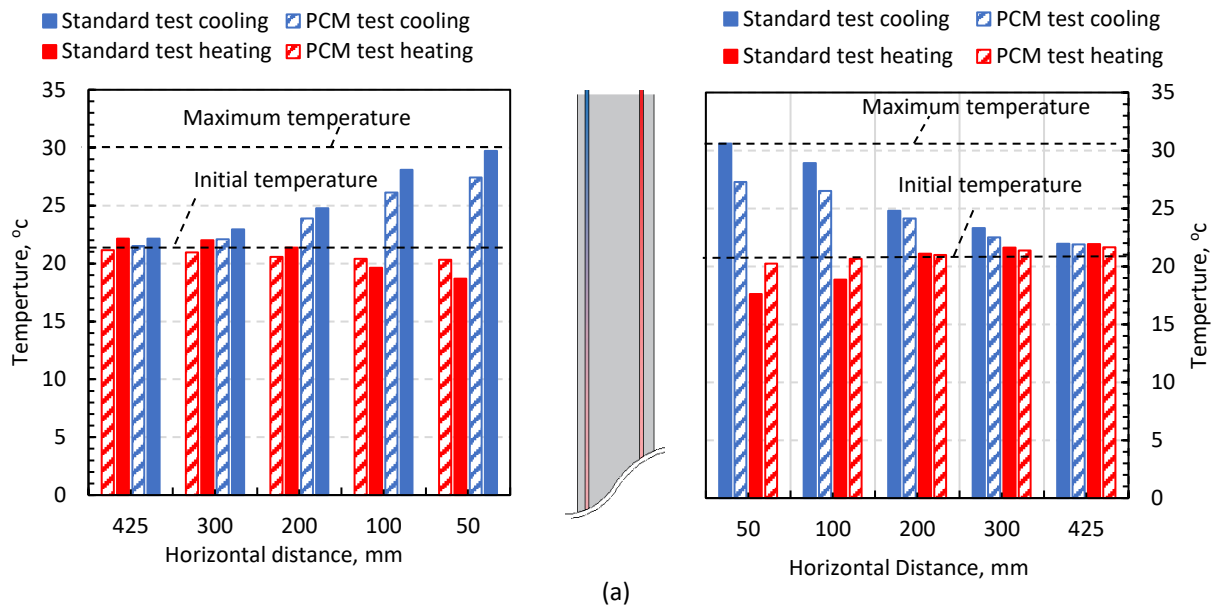 Standard test cooling PCM test cooling
Standard test heating PCM test heating
35
30
25
20
15
10
5
0
Temperture, ⁰c
Maximum temperature
Initial temperature
425 300 200 100 50
Horizontal distance, mm
Standard test cooling PCM test cooling
Standard test heating PCM test heating
Maximum temperature
Initial temperature
35
30
25
20
15
10
5
0
Temperture, ⁰c
50 100 200 300 425
Horizontal Distance, mm
(a)